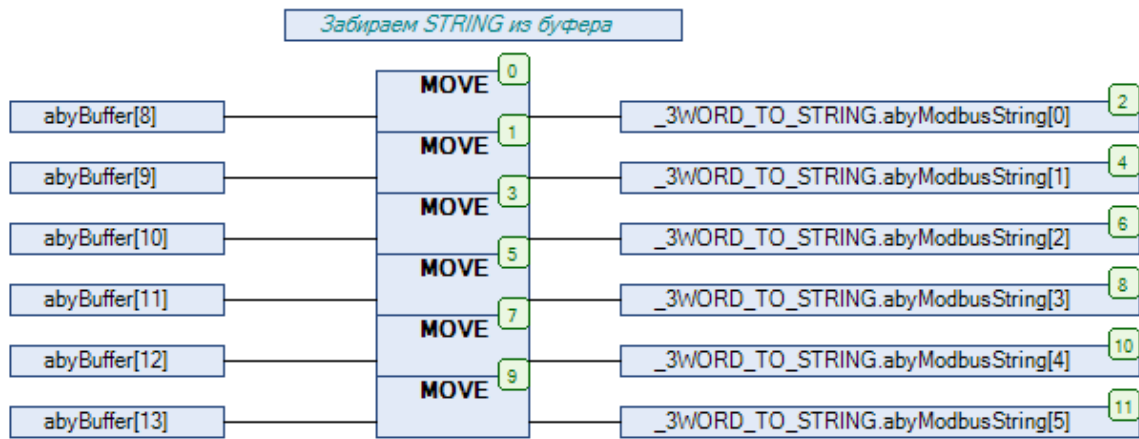 Забираем STRING из буфера
0
MOVE
abyBuffer[8]
_3WORD_TO_STRING.abyModbusString[0]
2
1
MOVE
abyBuffer[9]
_3WORD_TO_STRING.abyModbusString[1]
4
3
MOVE
abyBuffer[10]
_3WORD_TO_STRING.abyModbusString[2]
6
5
MOVE
abyBuffer[11]
_3WORD_TO_STRING.abyModbusString[3]
8
7
MOVE
abyBuffer[12]
_3WORD_TO_STRING.abyModbusString[4]
10
9
MOVE
abyBuffer[13]
_3WORD_TO_STRING.abyModbusString[5]
11